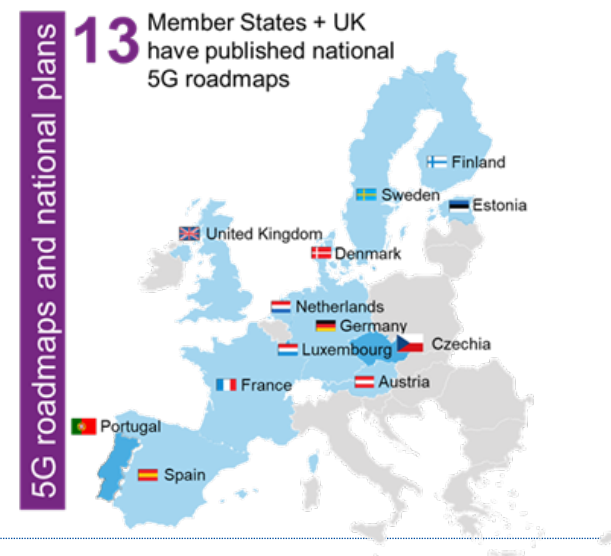 5G roadmaps and national plans
13
Member States + UK
have published national
5G roadmaps
Finland
Sweden
Estonia
United Kingdom
Denmark
Netherlands
Germany
Luxembourg
Czechia
Austria
France
Portugal
Spain